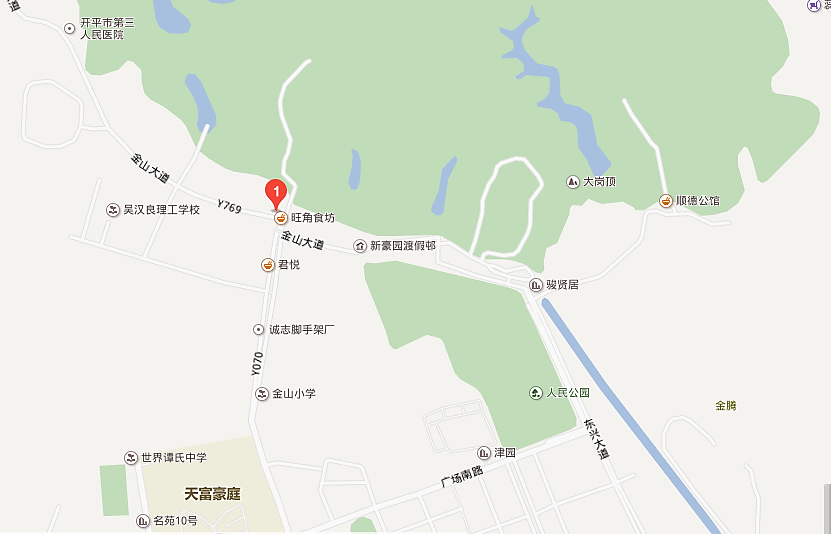 道
开平市第三
人民医院
金山大道
大岗顶
顺德公馆
吴汉良理工学校
Y769
1
旺角食坊
金山大道
新豪园渡假邨
君悦
骏贤居
诚志脚手架厂
Y070
金山小学
人民公园
金腾
东兴大道
世界谭氏中学
津园
广场南路
天富豪庭
名苑10号